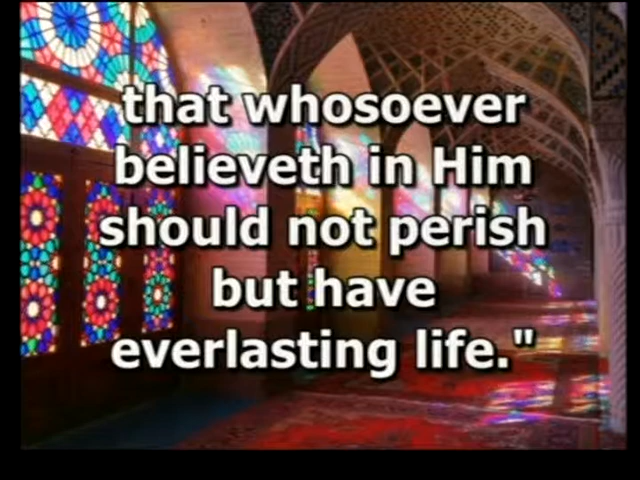 that whosoever
believeth in Him
should not perish
but have
everlasting life."